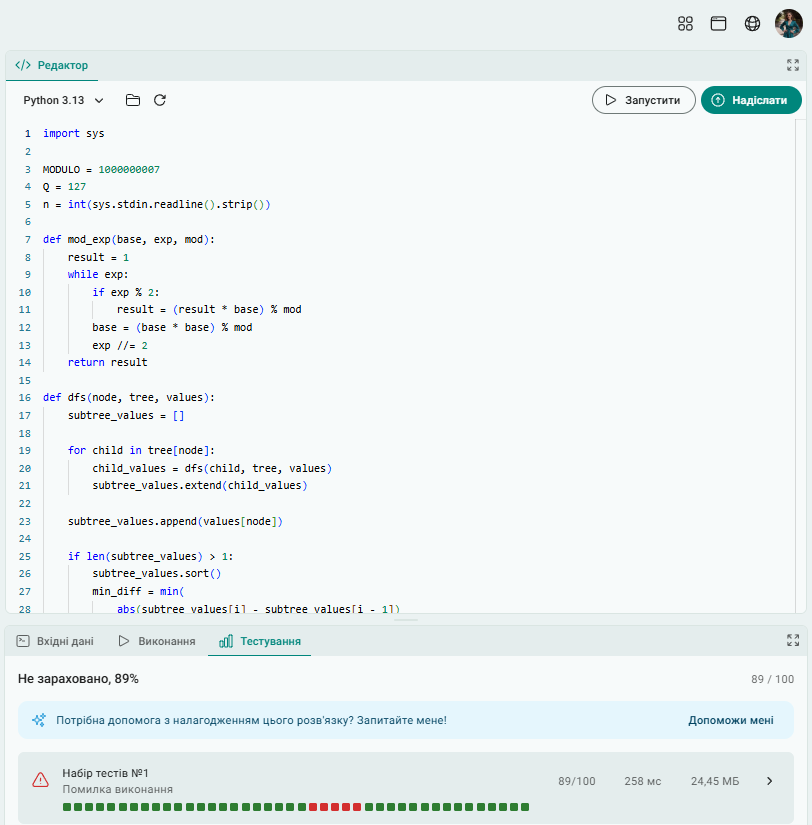 </> Редактор
Python 3.13
Запустити
Надіслати
1 import sys
2
3 MODULO = 1000000007
4 Q = 127
5 n = int(sys.stdin.readline().strip())
6
7 def mod_exp(base, exp, mod):
8 result = 1
9 while exp:
10 if exp % 2:
11 result = (result * base) % mod
12 base = (base * base) % mod
13 exp //= 2
14 return result
15
16 def dfs(node, tree, values):
17 subtree_values = []
18
19 for child in tree[node]:
20 child_values = dfs(child, tree, values)
21 subtree_values.extend(child_values)
22
23 subtree_values.append(values[node])
24
25 if len(subtree_values) > 1:
26 subtree_values.sort()
27 min_diff = min(
28 abs(subtree_values[i] - subtree_values[i - 1])
Вхідні дані
Виконання
Тестування
Не зараховано, 89%
89 / 100
Потрібна допомога з налагодженням цього розв'язку? Запитайте мене!
Допоможи мені
Набір тестів №1
Помилка виконання
89/100
258 мс
24,45 МБ